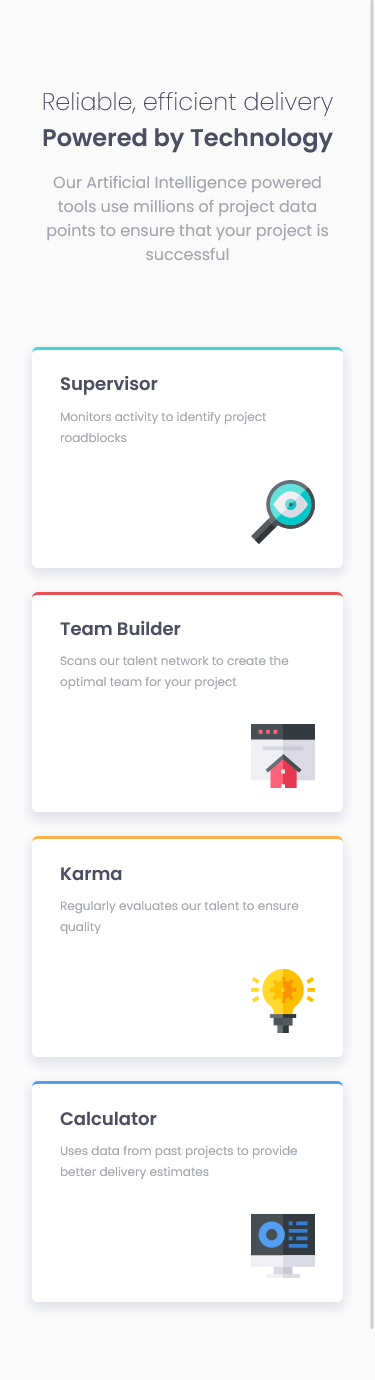 Reliable, efficient delivery
Powered by Technology
Our Artificial Intelligence powered
tools use millions of project data
points to ensure that your project is
successful
Supervisor
Monitors activity to identify project
roadblocks
Team Builder
Scans our talent network to create the
optimal team for your project
Karma
Regularly evaluates our talent to ensure
quality
Calculator
Uses data from past projects to provide
better delivery estimates